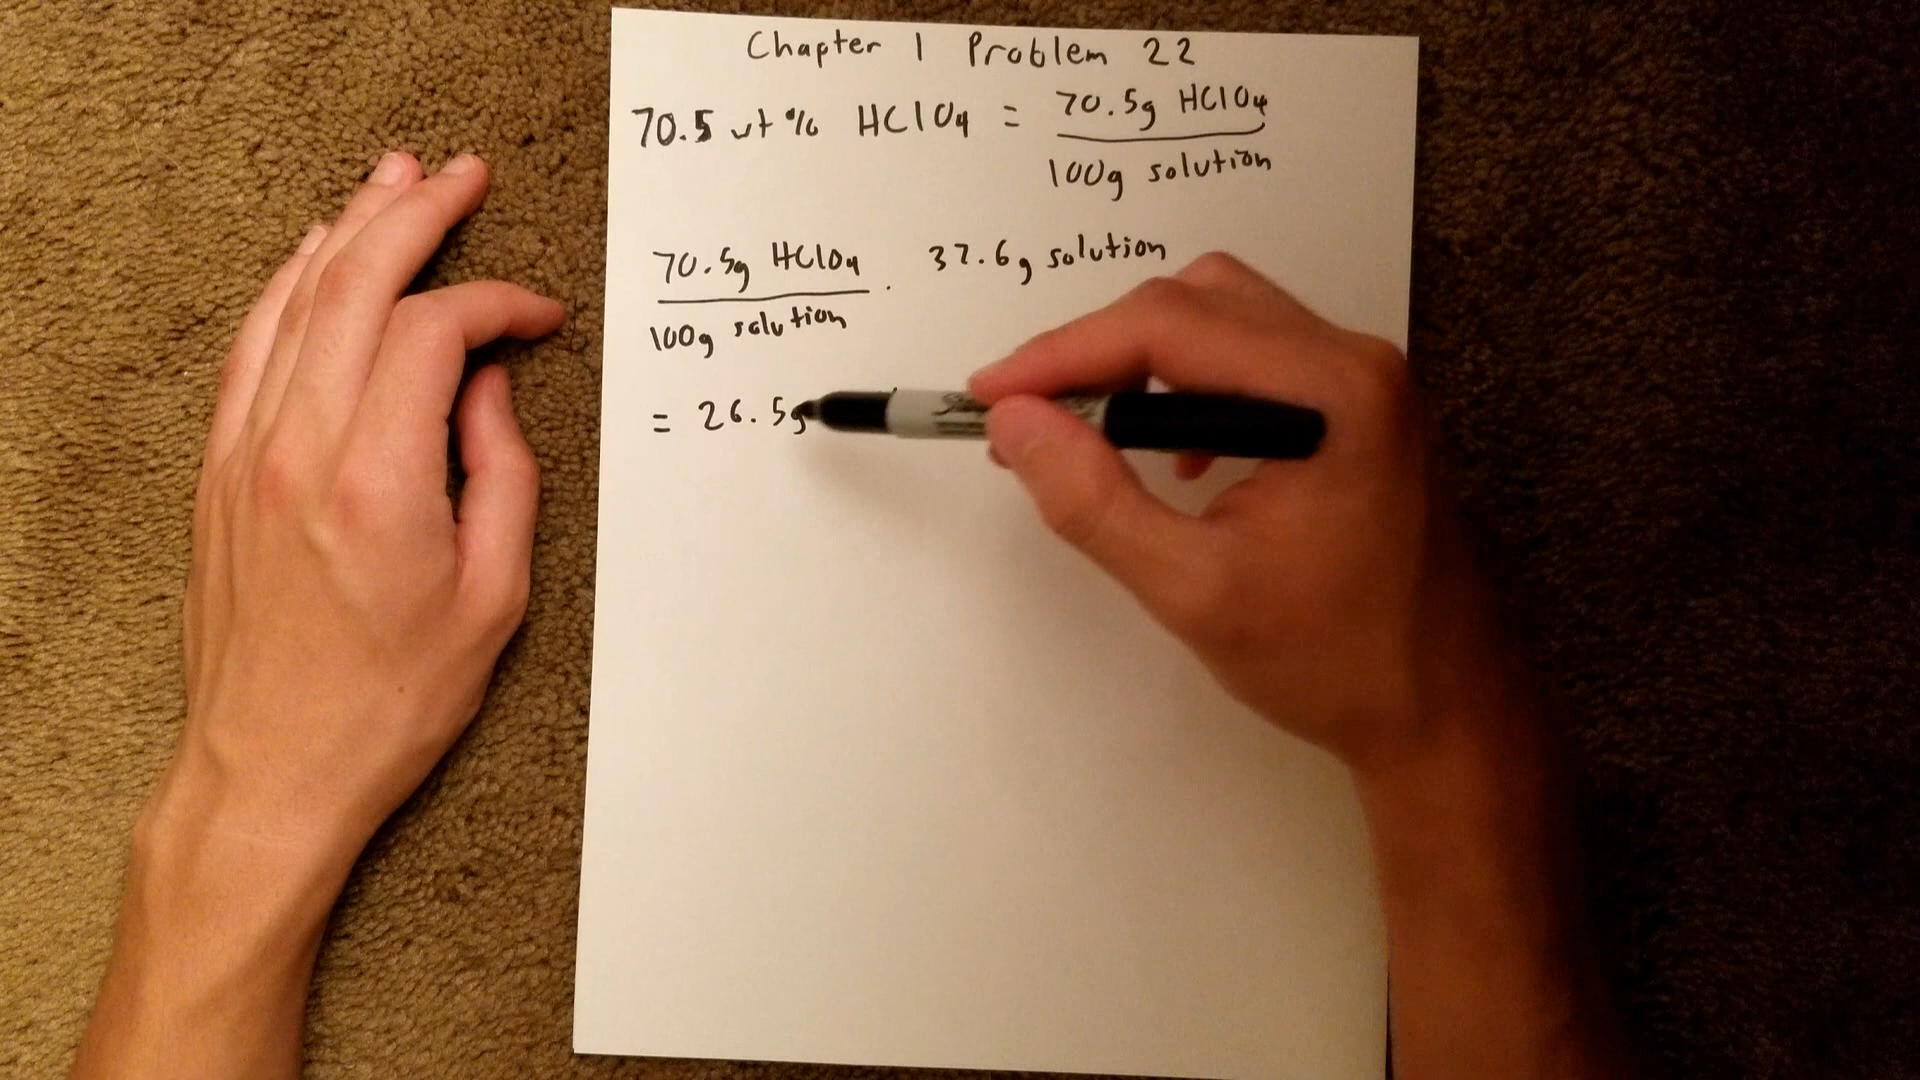 Chapter 1 Problem 22
70.5 wt % HClO4 = 70.5g HClO4
100g solution
70.5g HClO4 . 37.6g solution
100g solution
= 26.5g